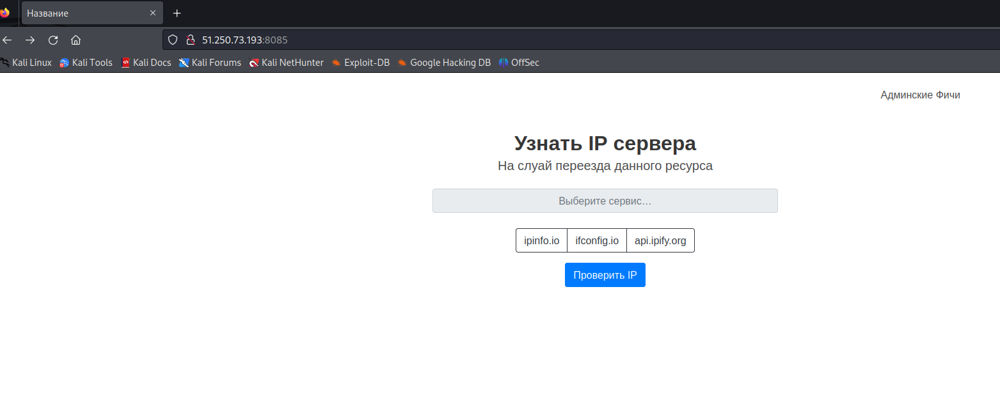 Название
51.250.73.193:8085
Kali Linux Kali Tools Kali Docs Kali Forums Kali NetHunter Exploit-DB Google Hacking DB OffSec
Админские Фичи
Узнать IP сервера
На слуай переезда данного ресурса
Выберите сервис...
ipinfo.io ifconfig.io api.ipify.org
Проверить IP